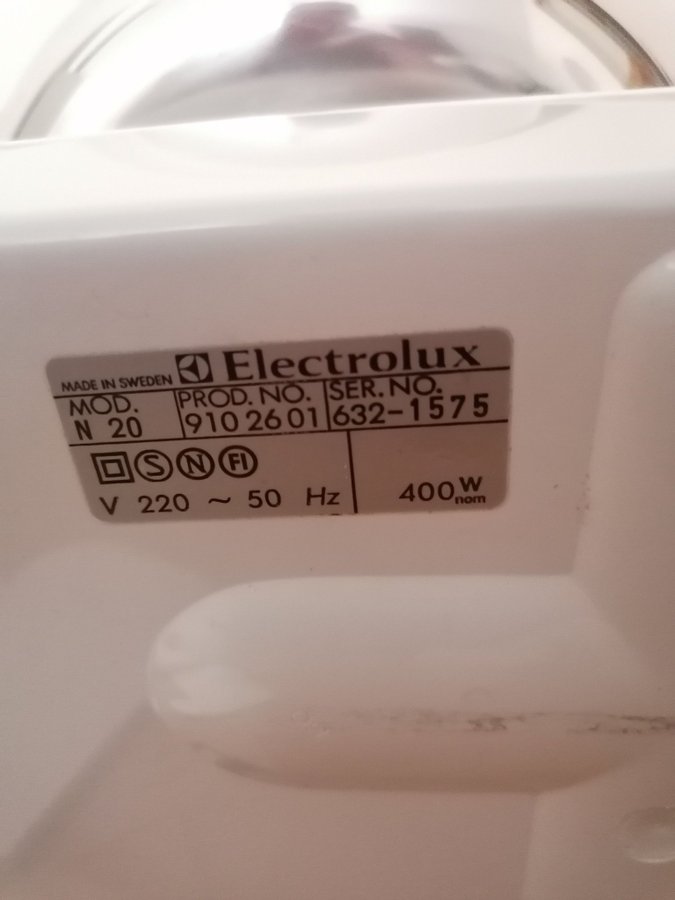 MADE IN SWEDEN Electrolux
MOD. PROD. NO. SER. NO.
N 20 910 26 01 632-1575
S N FI
V 220 ~ 50 Hz 400 W nom